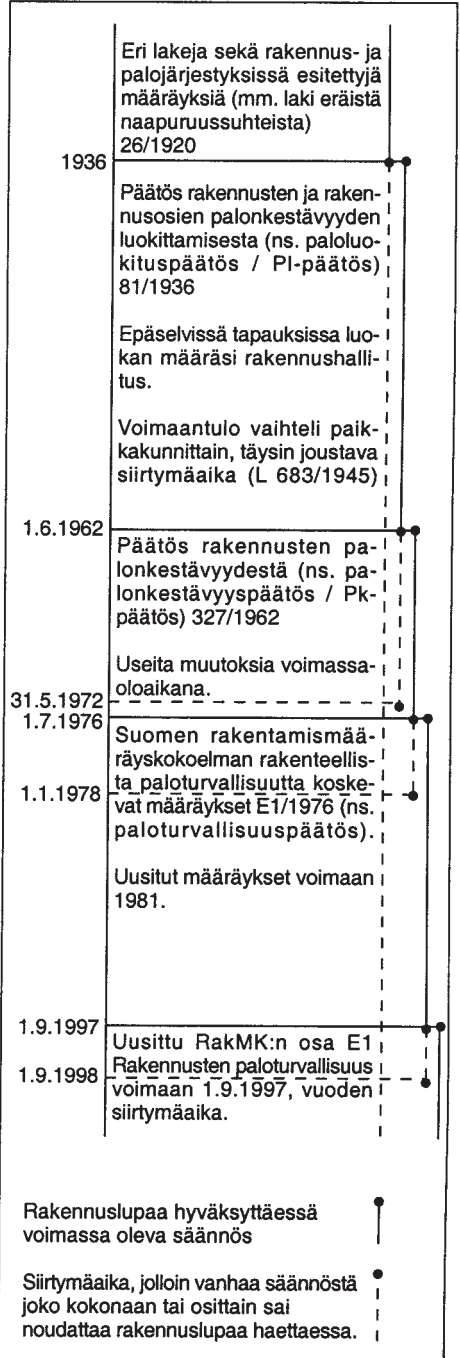 Eri lakeja sekä rakennus- ja
palojärjestyksissä esitettyjä
määräyksiä (mm. laki eräistä
naapuruussuhteista)
26/1920
1936
Päätös rakennusten ja raken-
nusosien palonkestävyyden
luokittamisesta (ns. paloluo-
kituspäätös / Pl-päätös)
81/1936
Epäselvissä tapauksissa luo-
kan määräsi rakennushalli-
tus.
Voimaantulo vaihteli paik-
kakunnittain, täysin joustava
siirtymäaika (L 683/1945)
1.6.1962
Päätös rakennusten pa-
lonkestävyydestä (ns. pa-
lonkestävyyspäätös / Pk-
päätös) 327/1962
Useita muutoksia voimassa-
oloaikana.
31.5.1972
1.7.1976
Suomen rakentamismää-
räyskokoelman rakenteellis-
ta paloturvallisuutta koske-
1.1.1978
vat määräykset E1/1976 (ns.
paloturvallisuuspäätös).
Uusitut määräykset voimaan
1981.
1.9.1997
Uusittu RakMK:n osa E1
Rakennusten paloturvallisuus
1.9.1998
voimaan 1.9.1997, vuoden
siirtymäaika.
Rakennuslupaa hyväksyttäessä
voimassa oleva säännös
Siirtymäaika, jolloin vanhaa säännöstä
joko kokonaan tai osittain sai
noudattaa rakennuslupaa haettaessa.